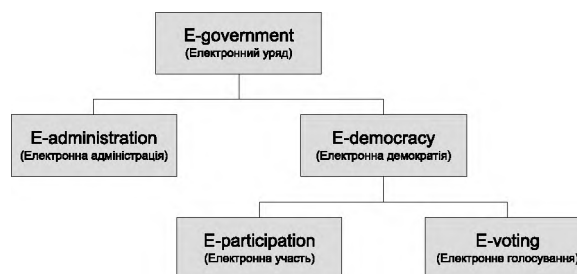 E-government
(Електронний уряд)
E-administration
(Електронна адміністрація)
E-democracy
(Електронна демократія)
E-participation
(Електронна участь)
E-voting
(Електронне голосування)